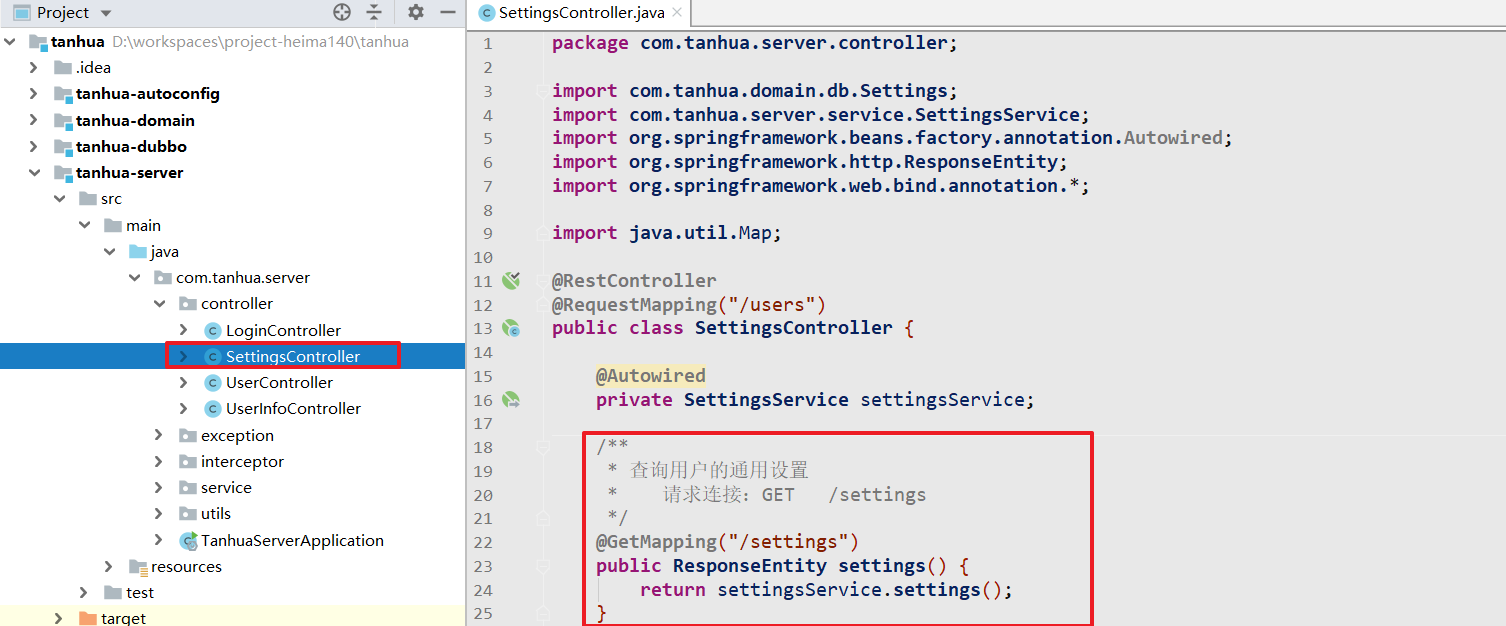 Project
tanhua D:\workspaces\project-heima140\tanhua
.idea
tanhua-autoconfig
tanhua-domain
tanhua-dubbo
tanhua-server
src
main
java
com.tanhua.server
controller
LoginController
SettingsController
UserController
UserInfoController
exception
interceptor
service
utils
TanhuaServerApplication
resources
test
target
SettingsController.java
1 package com.tanhua.server.controller;
2
3 import com.tanhua.domain.db.Settings;
4 import com.tanhua.server.service.SettingsService;
5 import org.springframework.beans.factory.annotation.Autowired;
6 import org.springframework.http.ResponseEntity;
7 import org.springframework.web.bind.annotation.*;
8
9 import java.util.Map;
10
11 @RestController
12 @RequestMapping("/users")
13 public class SettingsController {
14
15 @Autowired
16 private SettingsService settingsService;
17
18 /**
19 * 查询用户的通用设置
20 * 请求连接：GET /settings
21 */
22 @GetMapping("/settings")
23 public ResponseEntity settings() {
24 return settingsService.settings();
25 }